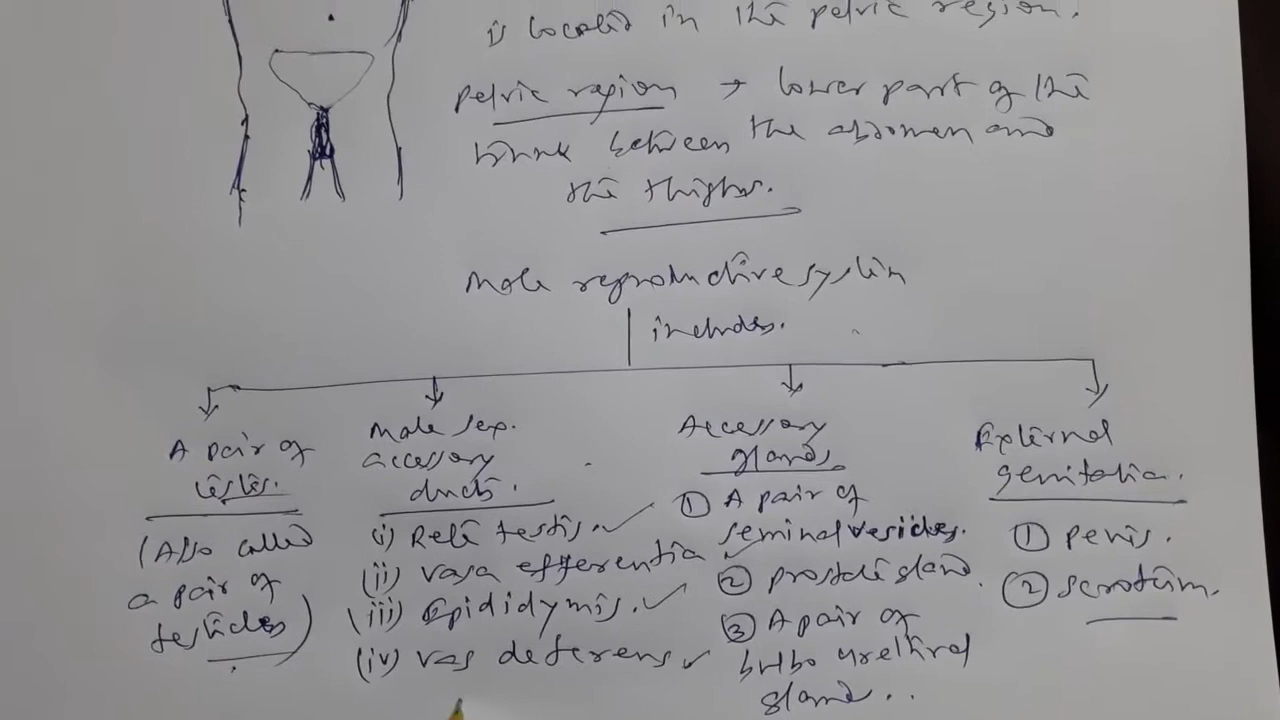 is located in the pelvic region.
Pelvic region → lower part of the
trunk between the abdomen and
the thighs.
Male reproductive system
includes.
A pair of
testes.
(Also called
a pair of
testicles)
Male sex.
accessory
ducts.
(i) Rete testis.
(ii) vasa efferentia
(iii) Epididymis.
(iv) vas deferens
Accessory
glands.
① A pair of
seminal vesicles.
② prostate gland.
③ A pair of
bulbo urethral
gland..
External
genitalia.
① penis.
② scrotum.